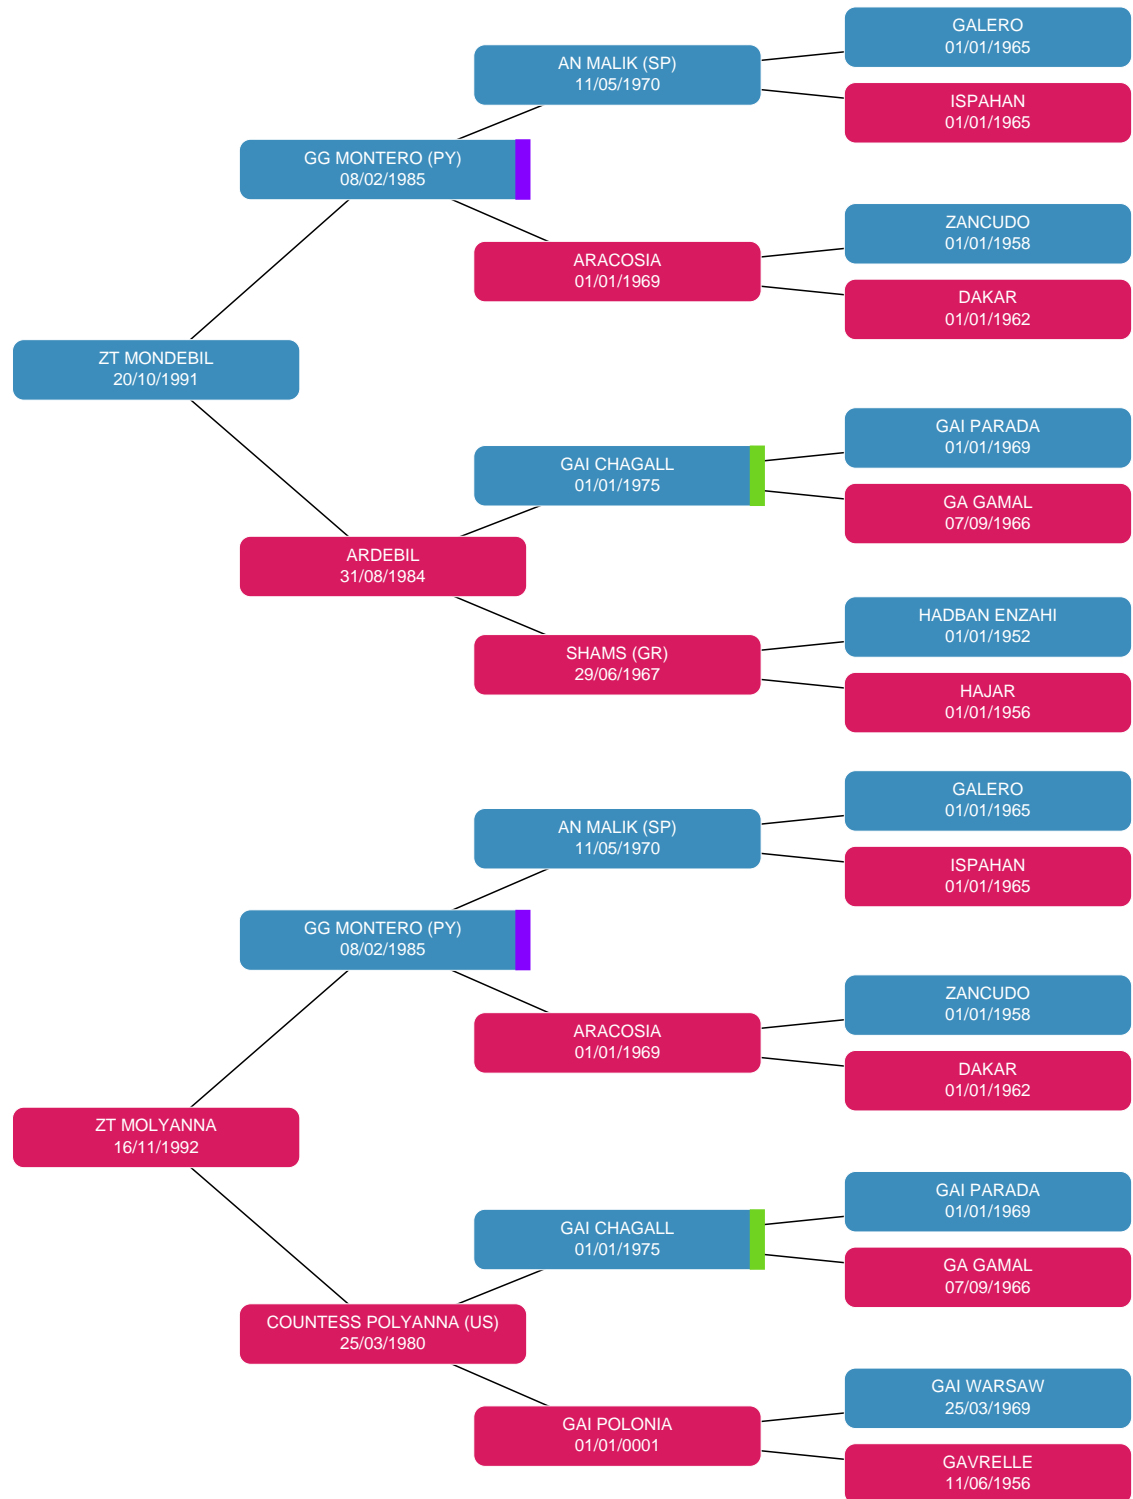 GALERO
01/01/1965
AN MALIK (SP)
11/05/1970
ISPAHAN
01/01/1965
GG MONTERO (PY)
08/02/1985
ZANCUDO
01/01/1958
ARACOSIA
01/01/1969
DAKAR
01/01/1962
ZT MONDEBIL
20/10/1991
GAI PARADA
01/01/1969
GAI CHAGALL
01/01/1975
GA GAMAL
07/09/1966
ARDEBIL
31/08/1984
HADBAN ENZAHI
01/01/1952
SHAMS (GR)
29/06/1967
HAJAR
01/01/1956
GALERO
01/01/1965
AN MALIK (SP)
11/05/1970
ISPAHAN
01/01/1965
GG MONTERO (PY)
08/02/1985
ZANCUDO
01/01/1958
ARACOSIA
01/01/1969
DAKAR
01/01/1962
ZT MOLYANNA
16/11/1992
GAI PARADA
01/01/1969
GAI CHAGALL
01/01/1975
GA GAMAL
07/09/1966
COUNTESS POLYANNA (US)
25/03/1980
GAI WARSAW
25/03/1969
GAI POLONIA
01/01/0001
GAVRELLE
11/06/1956